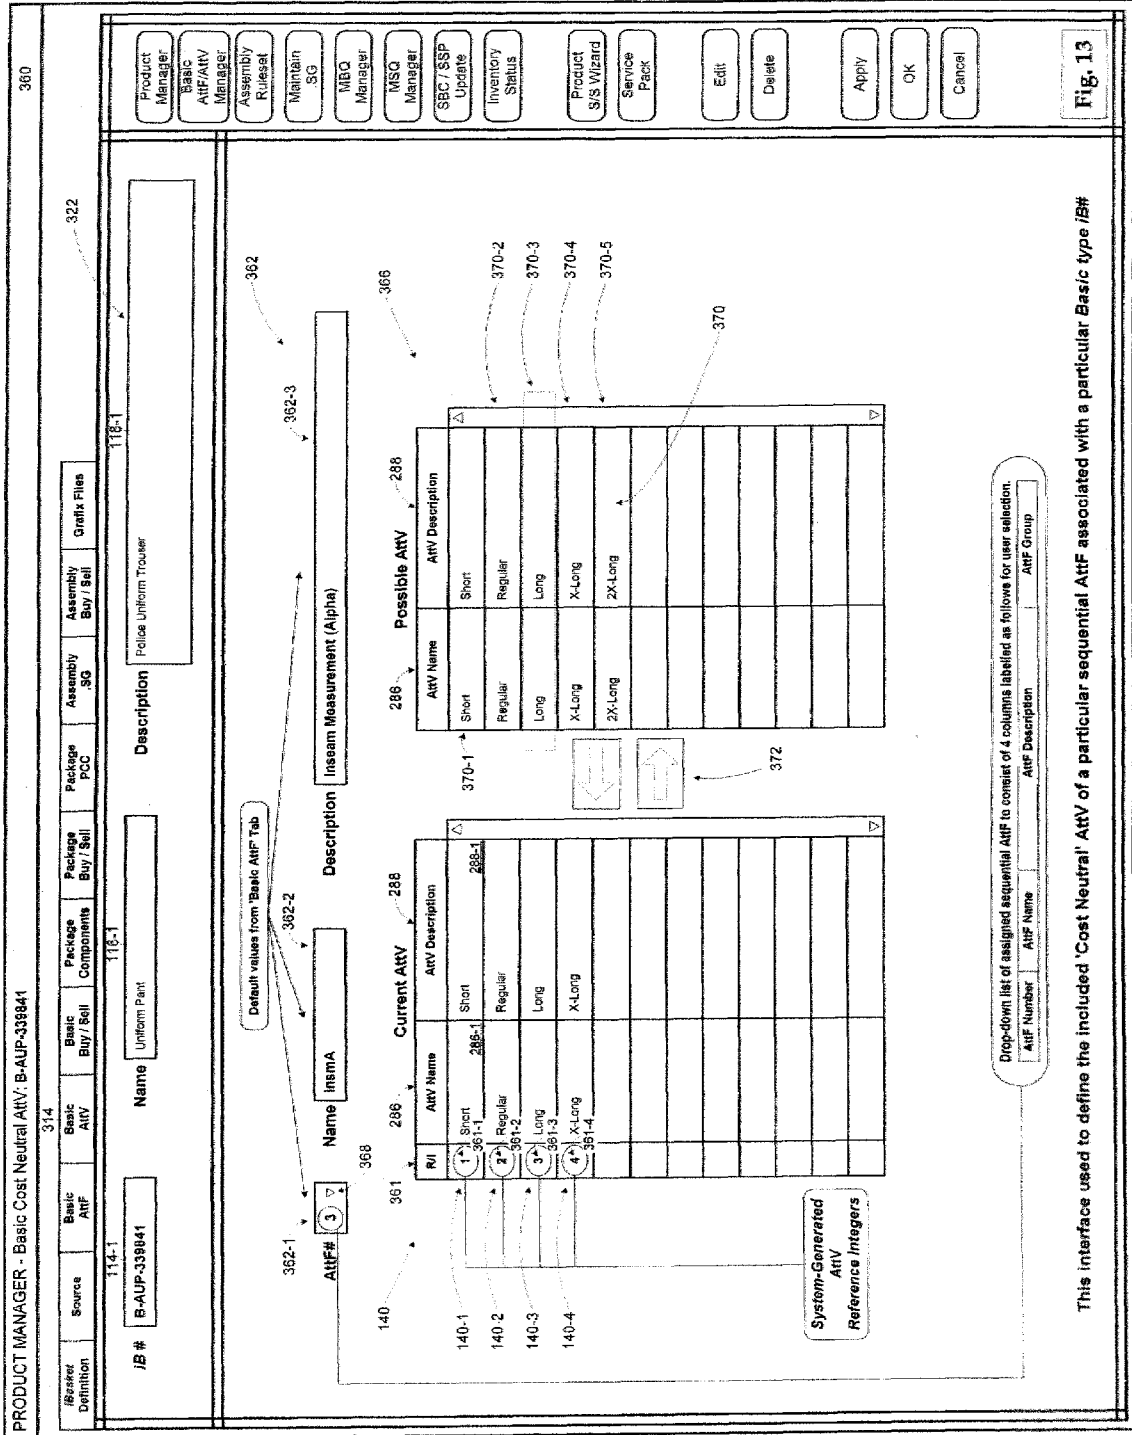 PRODUCT MANAGER - Basic Cost Neutral AttV: B-AUP-339841
360
314
iBasket Definition
Source
Basic AttF
Basic AttV
Basic Buy / Sell
Package Components
Package Buy / Sell
Package PCC
Assembly .SG
Assembly Buy / Sell
Grafix Files
322
114-1
116-1
118-1
iB #
B-AUP-339841
Name
Uniform Pant
Description
Police Uniform Trouser
Default values from 'Basic AttF' Tab
362
362-1
362-2
362-3
AttF#
3
368
Name
InsmA
Description
Inseam Measurement (Alpha)
366
140
361
286
288
286
288
Current AttV
Possible AttV
R/I
AttV Name
AttV Description
AttV Name
AttV Description
140-1
1
Short
361-1
286-1
Short
288-1
370-1
Short
Short
140-2
2
Regular
361-2
Regular
Regular
Regular
370-2
140-3
3
Long
361-3
Long
Long
Long
370-3
140-4
4
X-Long
361-4
X-Long
X-Long
X-Long
370-4
2X-Long
2X-Long
370-5
372
370
System-Generated
AttV
Reference Integers
Drop-down list of assigned sequential AttF to consist of 4 columns labelled as follows for user selection.
AttF Number
AttF Name
AttF Description
AttF Group
This interface used to define the included 'Cost Neutral' AttV of a particular sequential AttF associated with a particular Basic type iB#
Product Manager
Basic AttF/AttV Manager
Assembly Ruleset
Maintain .SG
MBQ Manager
MSQ Manager
SBC / SSP Update
Inventory Status
Product S/S Wizard
Service Pack
Edit
Delete
Apply
OK
Cancel
Fig. 13